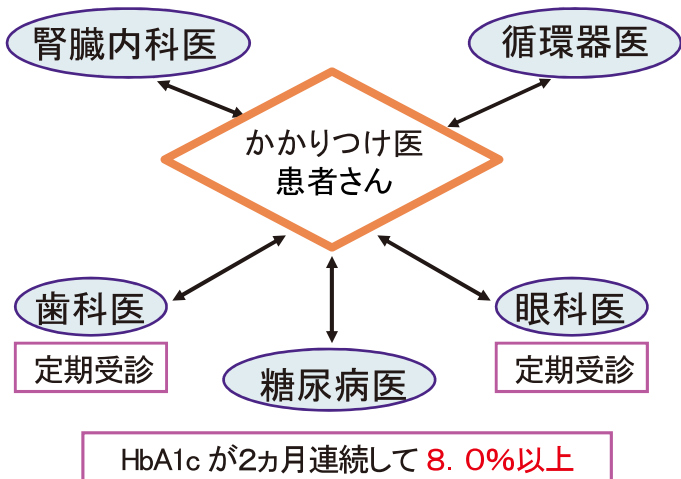 腎臓内科医
循環器医
かかりつけ医
患者さん
歯科医
眼科医
定期受診
定期受診
糖尿病医
HbA1c が2ヵ月連続して 8.0%以上